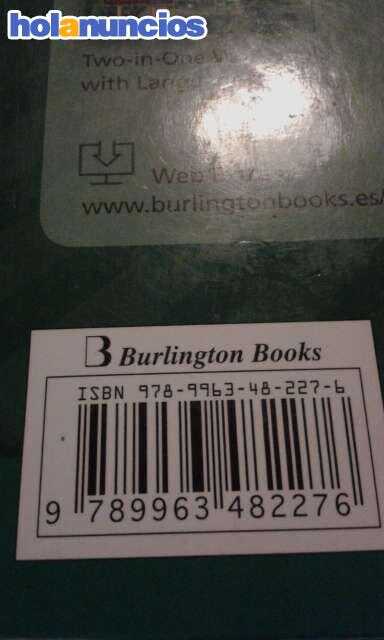 holanuncios
Two-in-One
with
Web
www.burlingtonbooks.es/
B Burlington Books
ISBN 978-9963-48-227-6
9 789963 482276